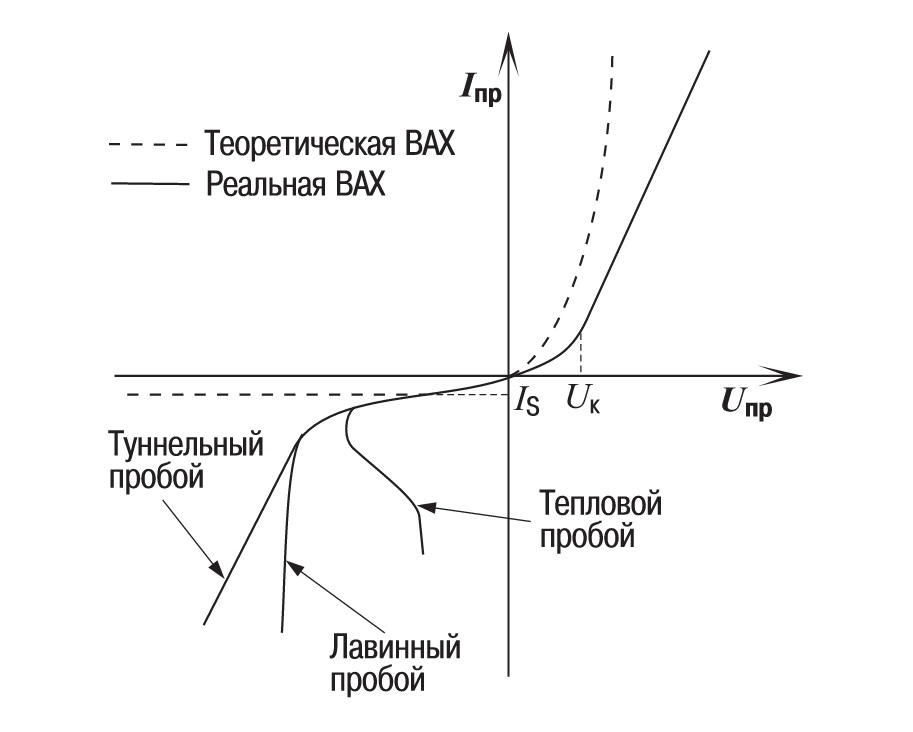 Iпр
Теоретическая ВАХ
Реальная ВАХ
IS
Uк
Uпр
Туннельный
пробой
Тепловой
пробой
Лавинный
пробой